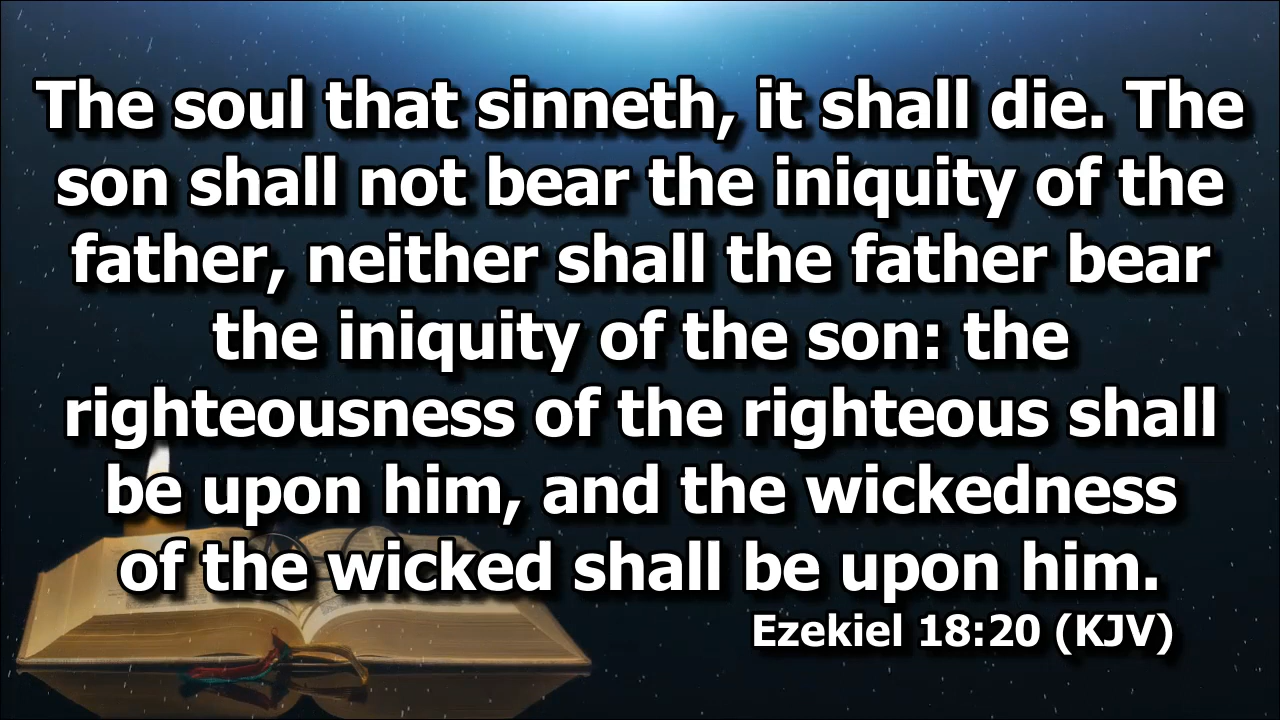 The soul that sinneth, it shall die. The
son shall not bear the iniquity of the
father, neither shall the father bear
the iniquity of the son: the
righteousness of the righteous shall
be upon him, and the wickedness
of the wicked shall be upon him.
Ezekiel 18:20 (KJV)